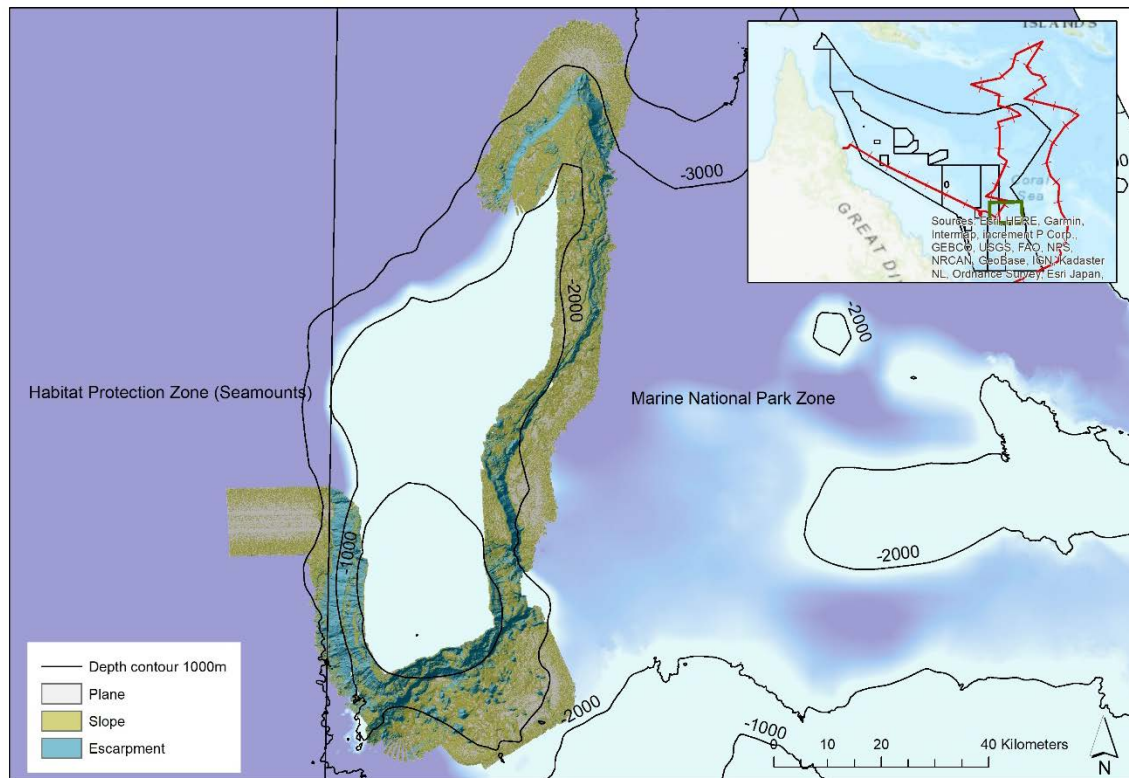 ISLANDS
Coral
Sea
GREAT DI
Sources: Esri, HERE, Garmin,
Intermap, increment P Corp.,
GEBCO, USGS, FAO, NPS,
NRCAN, GeoBase, IGN, Kadaster
NL, Ordnance Survey, Esri Japan,
-3000
-2000
-2000
Habitat Protection Zone (Seamounts)
Marine National Park Zone
-1000
-2000
-2000
-1000
Depth contour 1000m
Plane
Slope
Escarpment
0 10 20 40 Kilometers
N